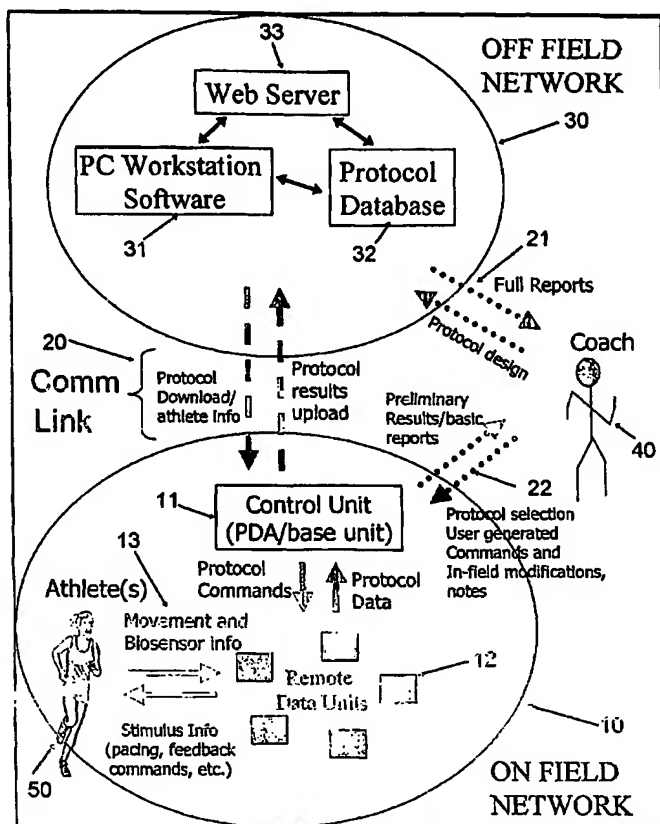 33
OFF FIELD
NETWORK
Web Server
30
PC Workstation
Software
Protocol
Database
31
32
21
Full Reports
Protocol design
Coach
20
Comm
Link
Protocol
Download/
athlete Info
Protocol
results
upload
Preliminary
Results/basic
reports
40
11
Control Unit
(PDA/base unit)
22
Protocol selection
User generated
Commands and
In-field modifications,
notes
13
Protocol
Commands
Protocol
Data
Athlete(s)
Movement and
Biosensor info
12
Remote
Data Units
Stimulus Info
(pacing, feedback
commands, etc.)
10
50
ON FIELD
NETWORK